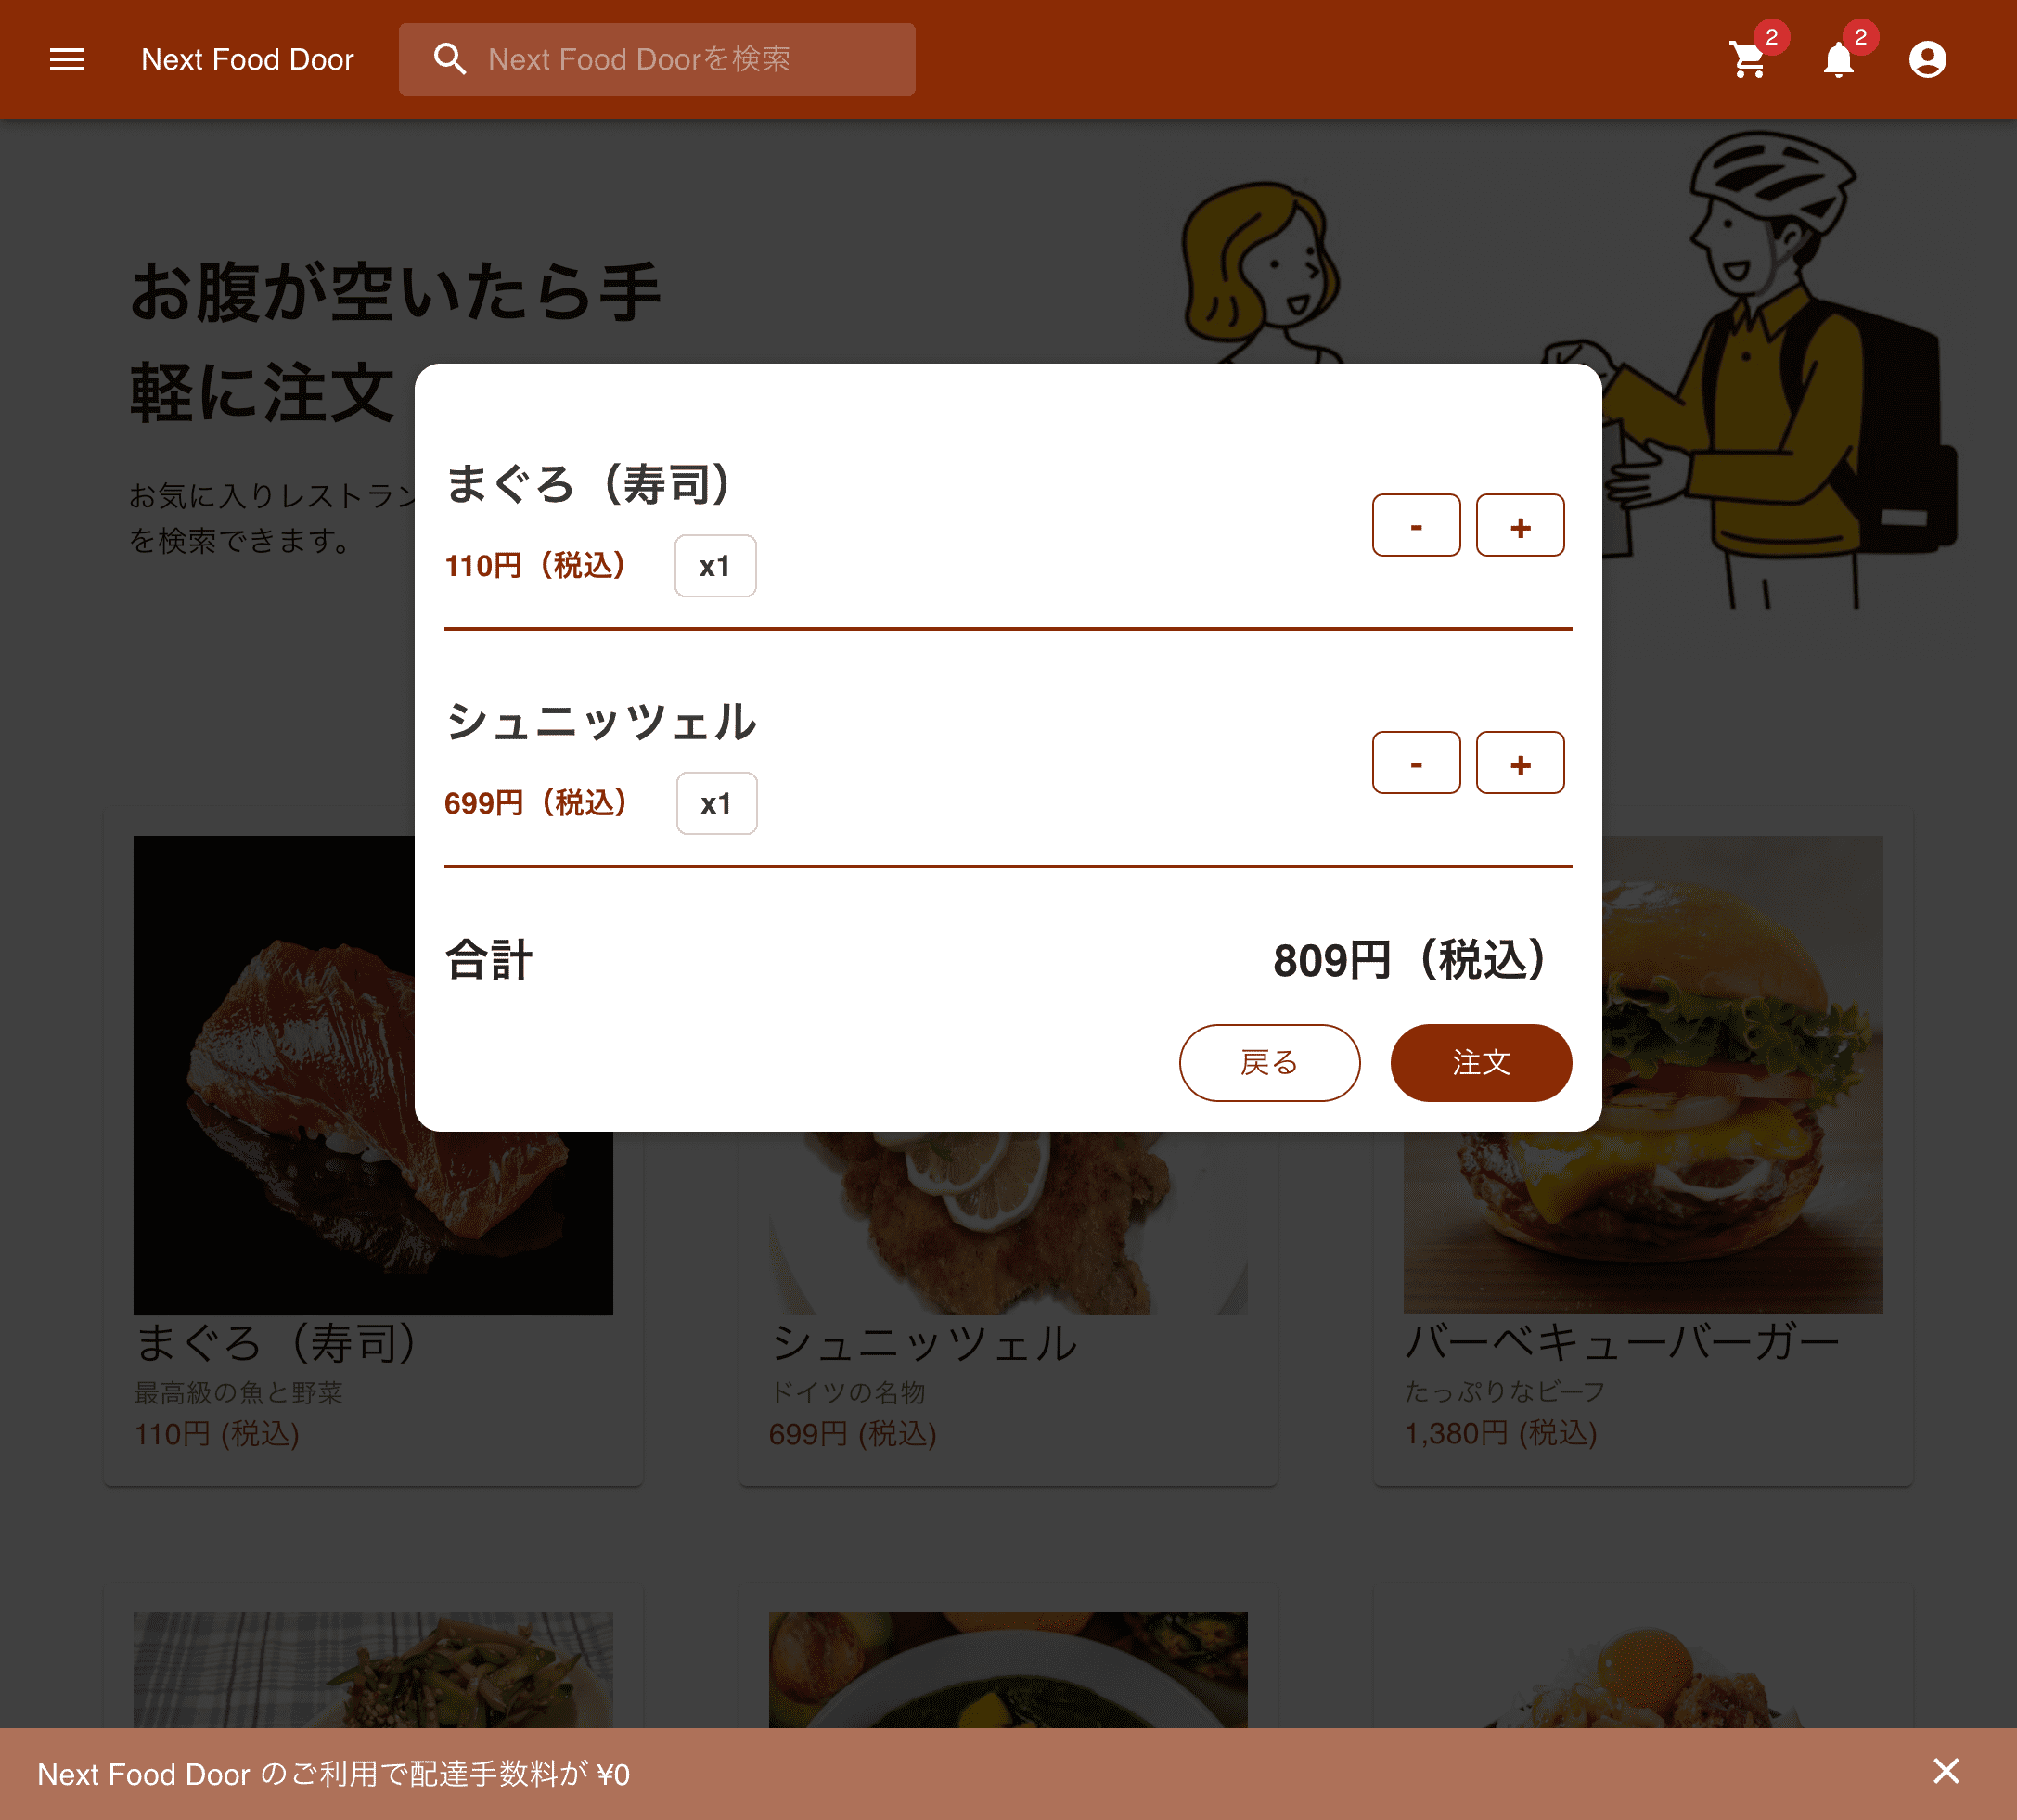 Next Food Door
Next Food Doorを検索
2
2
お腹が空いたら手
軽に注文
お気に入りレストラン
を検索できます。
まぐろ（寿司）
110円（税込）
x1
-
+
シュニッツェル
699円（税込）
x1
-
+
合計
809円（税込）
戻る
注文
まぐろ（寿司）
最高級の魚と野菜
110円 (税込)
シュニッツェル
ドイツの名物
699円 (税込)
バーベキューバーガー
たっぷりなビーフ
1,380円 (税込)
Next Food Door のご利用で配達手数料が ¥0